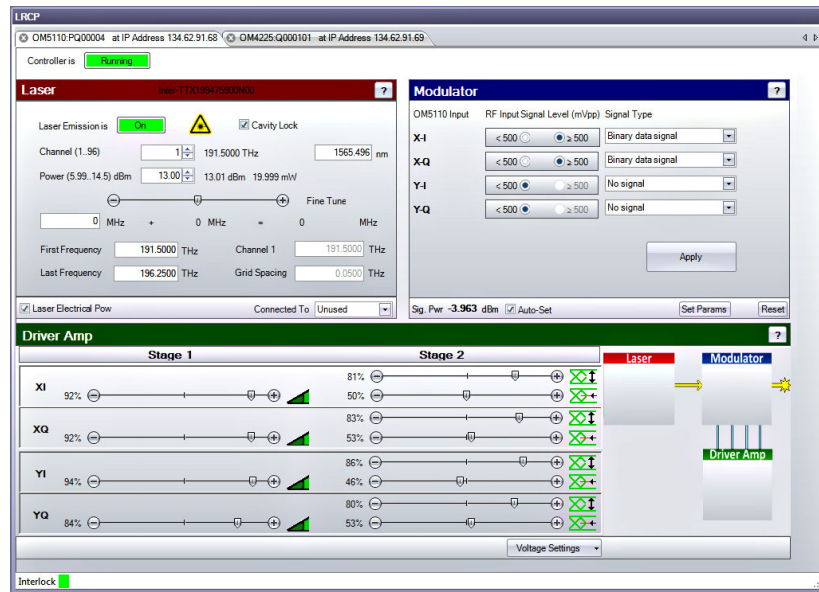 LRCP
OM5110:PQ00004 at IP Address 134.62.91.68
OM4225:Q000101 at IP Address 134.62.91.69
Controller is Running
Laser
Intel-TTX199475900N00
?
Laser Emission is On
Cavity Lock
Channel (1..96) 1 191.5000 THz 1565.496 nm
Power (5.99..14.5) dBm 13.00 13.01 dBm 19.999 mW
Fine Tune
0 MHz + 0 MHz = 0 MHz
First Frequency 191.5000 THz Channel 1 191.5000 THz
Last Frequency 196.2500 THz Grid Spacing 0.0500 THz
Laser Electrical Pow Connected To Unused
Modulator
?
OM5110 Input RF Input Signal Level (mVpp) Signal Type
X-I < 500 ≥ 500 Binary data signal
X-Q < 500 ≥ 500 Binary data signal
Y-I < 500 ≥ 500 No signal
Y-Q < 500 ≥ 500 No signal
Apply
Sig. Pwr -3.963 dBm Auto-Set Set Params Reset
Driver Amp
?
Stage 1 Stage 2
XI 92% 81%
50%
XQ 92% 83%
53%
YI 94% 86%
46%
YQ 84% 80%
53%
Laser Modulator
Driver Amp
Voltage Settings
Interlock